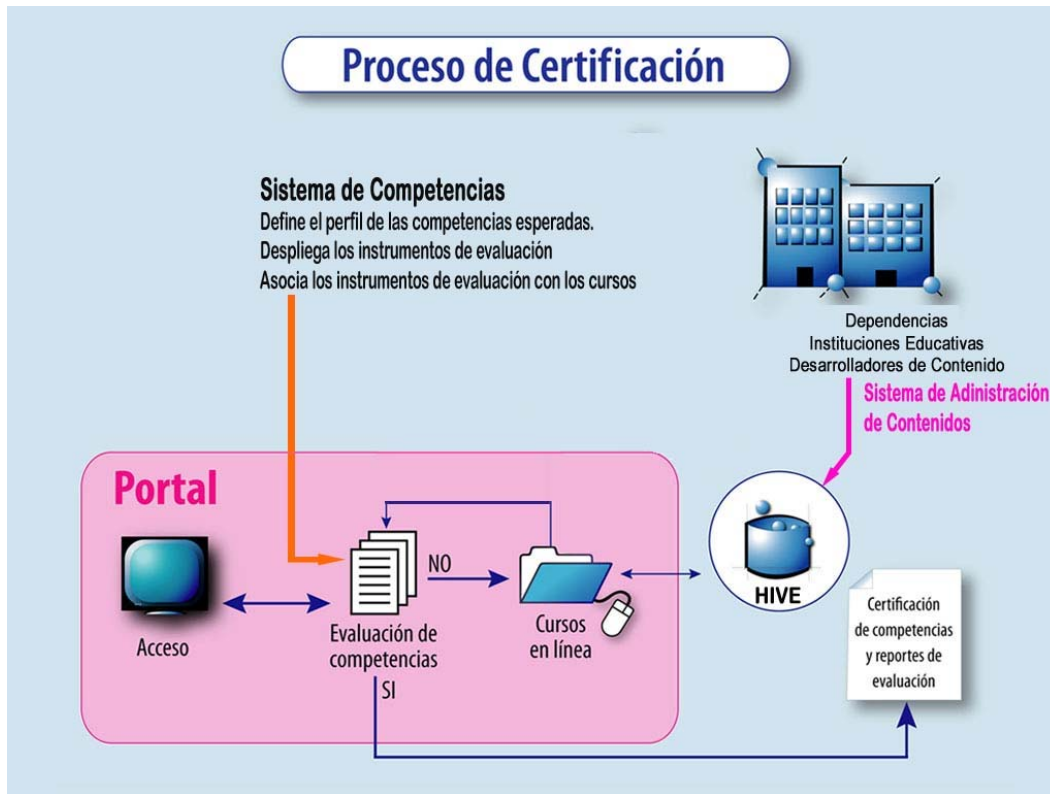 Proceso de Certificación
Sistema de Competencias
Define el perfil de las competencias esperadas.
Despliega los instrumentos de evaluación
Asocia los instrumentos de evaluación con los cursos
Dependencias
Instituciones Educativas
Desarrolladores de Contenido
Sistema de Adinistración
de Contenidos
Portal
Acceso
Evaluación de
competencias
NO
SI
Cursos
en línea
HIVE
Certificación
de competencias
y reportes de
evaluación